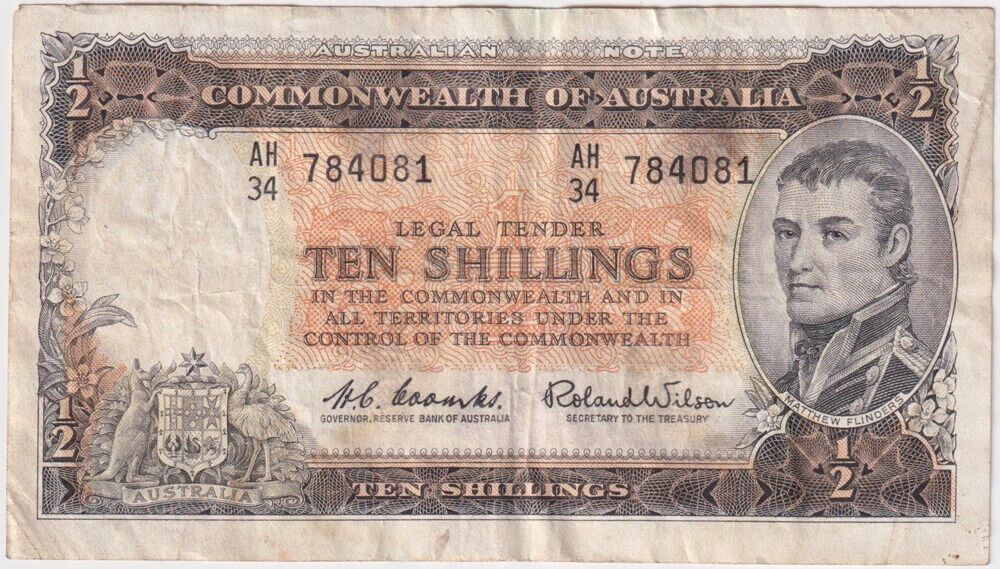 AUSTRALIAN NOTE
1/2 1/2
COMMONWEALTH OF AUSTRALIA
AH 34 784081 AH 34 784081
LEGAL TENDER
TEN SHILLINGS
IN THE COMMONWEALTH AND IN
ALL TERRITORIES UNDER THE
CONTROL OF THE COMMONWEALTH
H.C. Coombs. Roland Wilson
GOVERNOR, RESERVE BANK OF AUSTRALIA SECRETARY TO THE TREASURY
MATTHEW FLINDERS
1/2 1/2
AUSTRALIA
TEN SHILLINGS